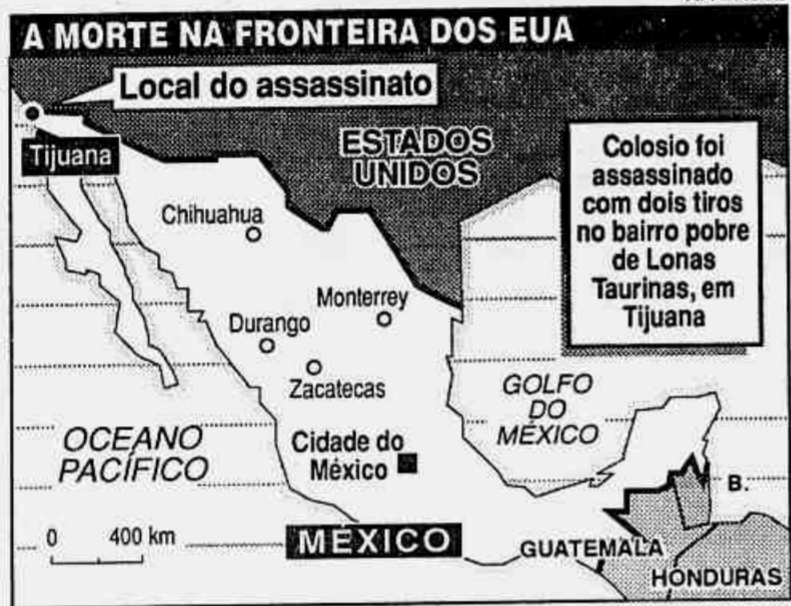 A MORTE NA FRONTEIRA DOS EUA
Local do assassinato
Tijuana
ESTADOS
UNIDOS
Colosio foi
assassinado
com dois tiros
no bairro pobre
de Lonas
Taurinas, em
Tijuana
Chihuahua
Monterrey
Durango
Zacatecas
GOLFO
DO
MÉXICO
OCEANO
PACÍFICO
Cidade do
México
B.
0 400 km
MÉXICO
GUATEMALA
HONDURAS